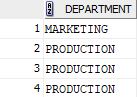 DEPARTMENT
1 MARKETING
2 PRODUCTION
3 PRODUCTION
4 PRODUCTION